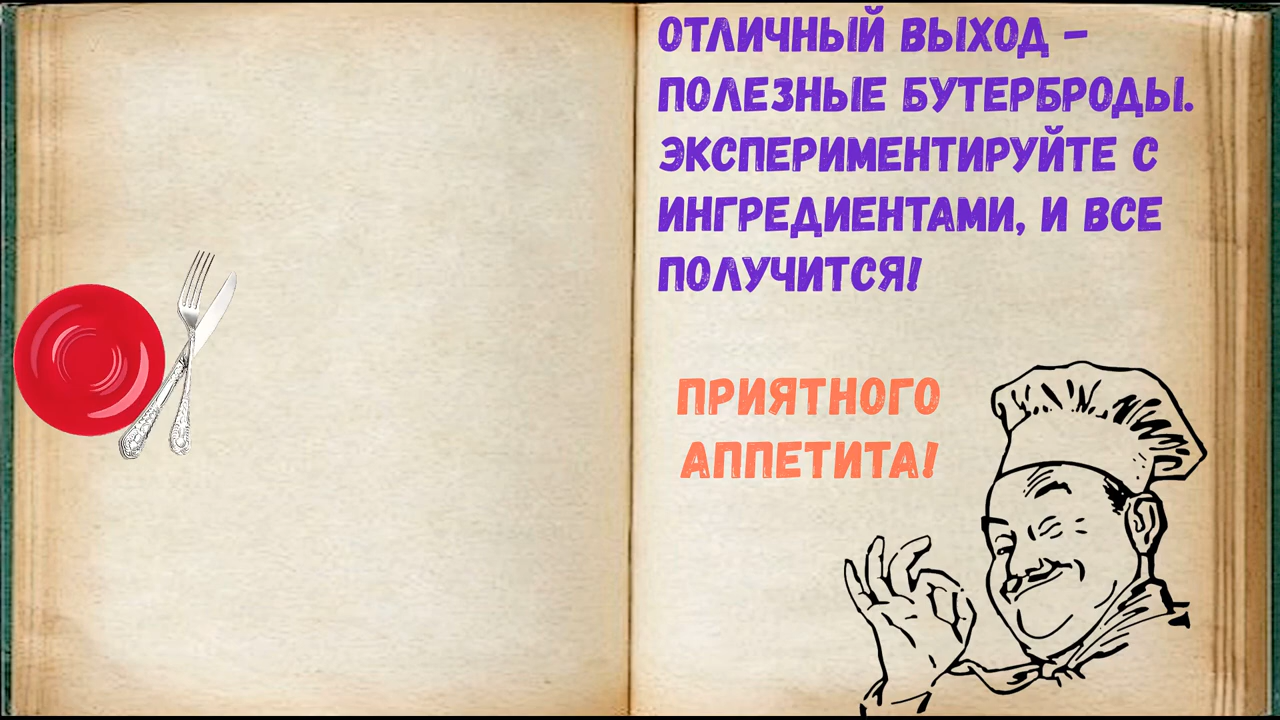 ОТЛИЧНЫЙ ВЫХОД –
ПОЛЕЗНЫЕ БУТЕРБРОДЫ.
ЭКСПЕРИМЕНТИРУЙТЕ С
ИНГРЕДИЕНТАМИ, И ВСЕ
ПОЛУЧИТСЯ!
ПРИЯТНОГО
АППЕТИТА!